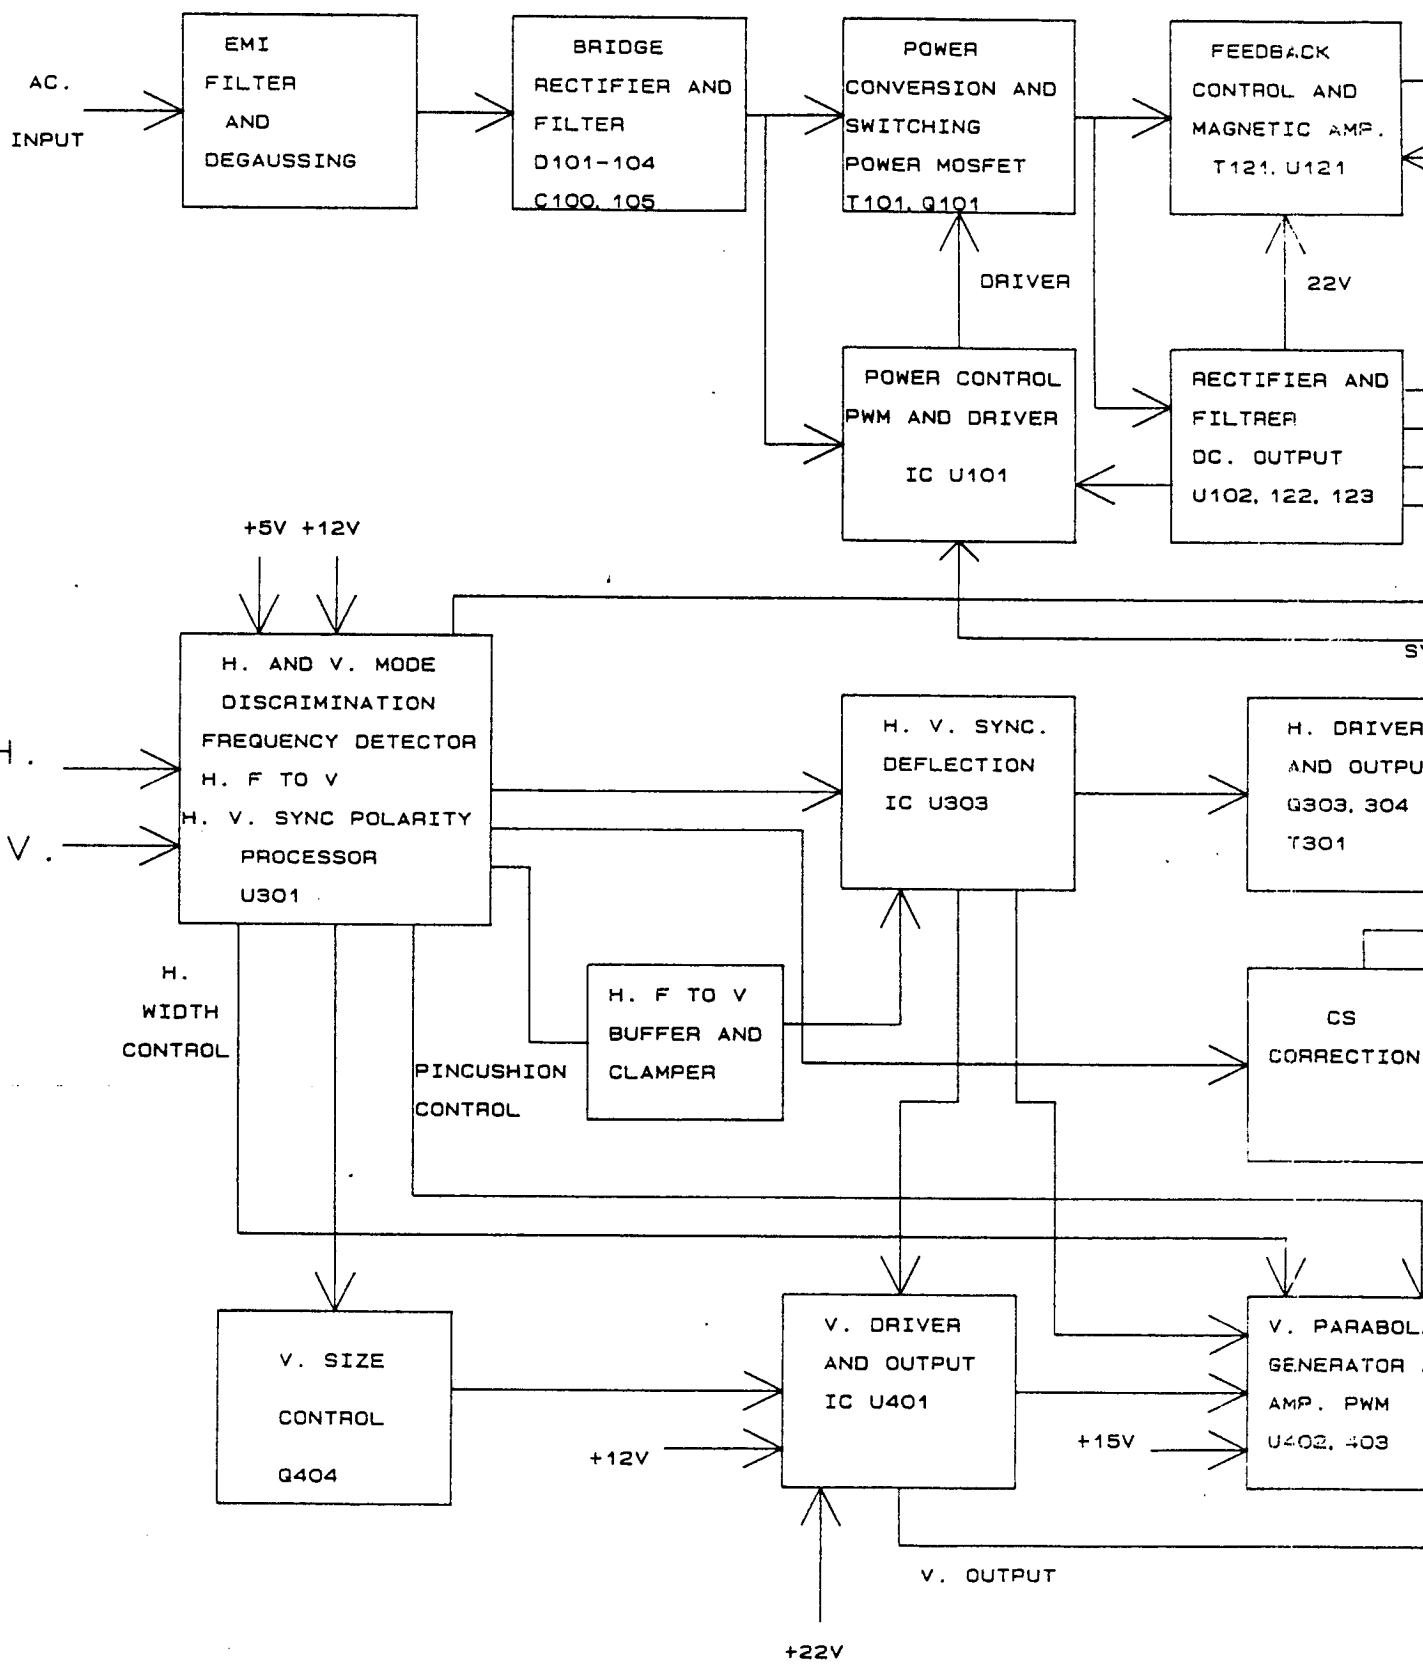 AC.
INPUT
EMI
FILTER
AND
DEGAUSSING
BRIDGE
RECTIFIER AND
FILTER
D101-104
C100, 105
POWER
CONVERSION AND
SWITCHING
POWER MOSFET
T101, Q101
FEEDBACK
CONTROL AND
MAGNETIC AMP.
T121, U121
DRIVER
22V
POWER CONTROL
PWM AND DRIVER
IC U101
RECTIFIER AND
FILTRER
DC. OUTPUT
U102, 122, 123
+5V +12V
H.
V.
H. AND V. MODE
DISCRIMINATION
FREQUENCY DETECTOR
H. F TO V
H. V. SYNC POLARITY
PROCESSOR
U301
H. V. SYNC.
DEFLECTION
IC U303
H. DRIVER
AND OUTPU
Q303, 304
T301
SY
H.
WIDTH
CONTROL
PINCUSHION
CONTROL
H. F TO V
BUFFER AND
CLAMPER
CS
CORRECTION
V. SIZE
CONTROL
Q404
V. DRIVER
AND OUTPUT
IC U401
+12V
+22V
V. OUTPUT
+15V
V. PARABOL
GENERATOR
AMP. PWM
U402, 403